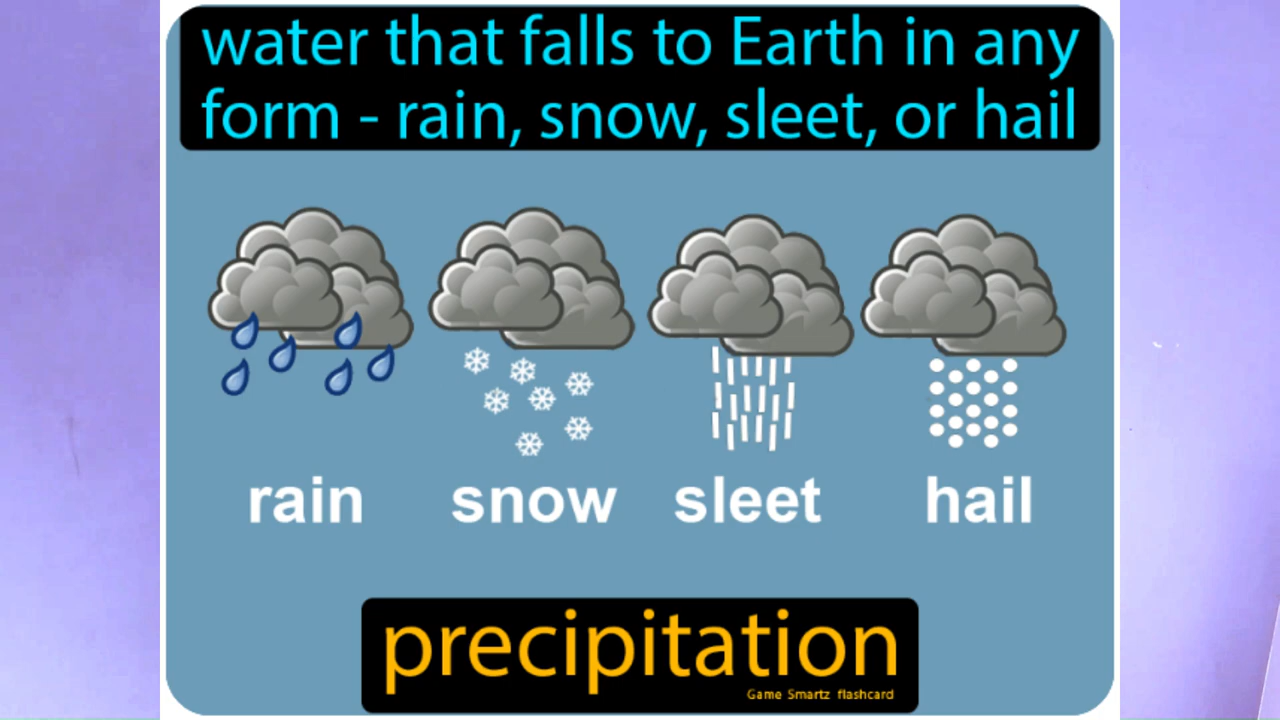 water that falls to Earth in any
form - rain, snow, sleet, or hail
rain snow sleet hail
precipitation
Game Smartz flashcard